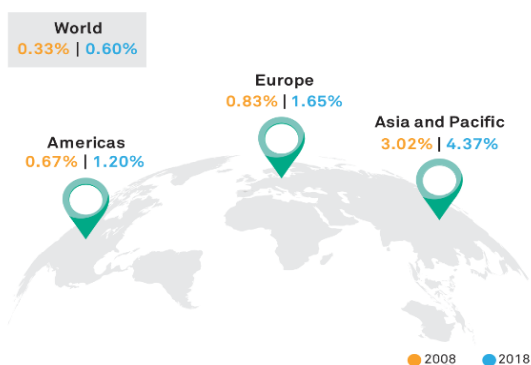 World
0.33% | 0.60%
Europe
0.83% | 1.65%
Asia and Pacific
3.02% | 4.37%
Americas
0.67% | 1.20%
2008 2018